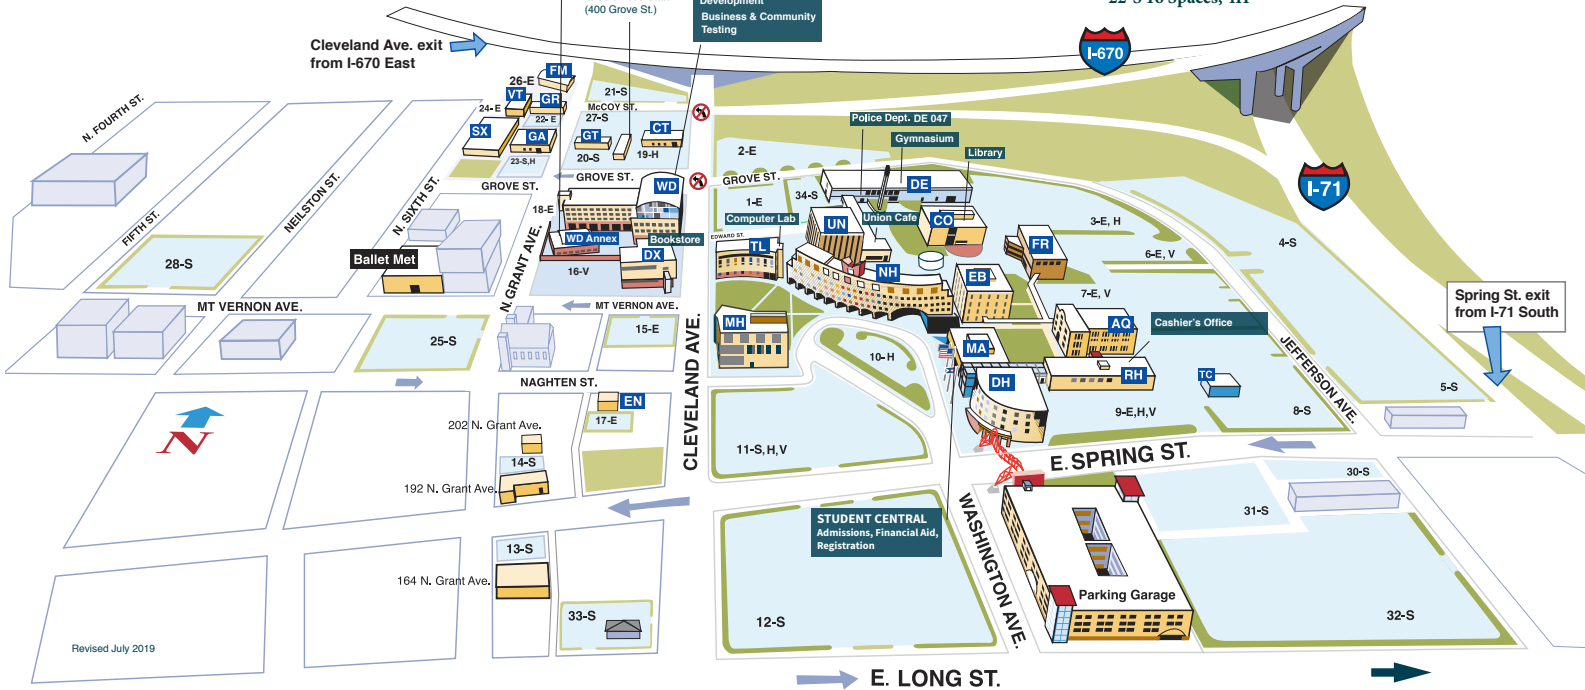 (400 Grove St.)
Business & Community
Testing
Cleveland Ave. exit
from I-670 East
I-670
I-71
Spring St. exit
from I-71 South
N. FOURTH ST.
FIFTH ST.
NEILSTON ST.
N. SIXTH ST.
N. GRANT AVE.
CLEVELAND AVE.
McCOY ST.
GROVE ST.
GROVE ST.
GROVE ST.
EDWARD ST.
MT VERNON AVE.
MT VERNON AVE.
NAGHTEN ST.
JEFFERSON AVE.
E. SPRING ST.
WASHINGTON AVE.
E. LONG ST.
26-E
FM
VT
GR
24-E
22-E
SX
GA
23-S,H
21-S
27-S
GT
CT
20-S
19-H
WD
18-E
WD Annex
Bookstore
DX
16-V
Ballet Met
28-S
25-S
15-E
2-E
1-E
34-S
Police Dept. DE 047
Gymnasium
Library
DE
Computer Lab
UN
Union Cafe
CO
TL
NH
FR
EB
3-E, H
4-S
6-E, V
7-E, V
MH
10-H
MA
AQ
Cashier's Office
RH
DH
TC
9-E,H,V
8-S
5-S
EN
17-E
202 N. Grant Ave.
14-S
192 N. Grant Ave.
13-S
164 N. Grant Ave.
33-S
11-S, H, V
12-S
STUDENT CENTRAL
Admissions, Financial Aid,
Registration
30-S
31-S
32-S
Parking Garage
N
Revised July 2019